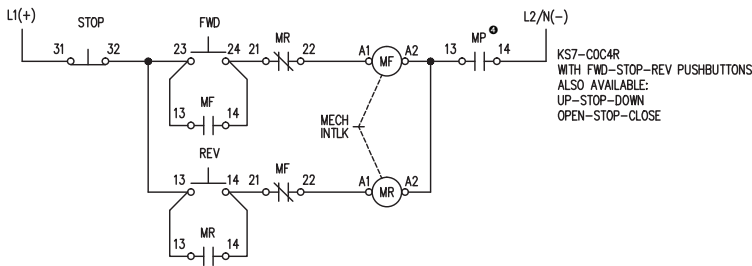 L1(+)
STOP
FWD
MR
MP ❹
L2/N(-)
31 32
23 24 21 22
A1 MF A2
13 14
MF
13 14
MECH
INTLK
KS7-C0C4R
WITH FWD-STOP-REV PUSHBUTTONS
ALSO AVAILABLE:
UP-STOP-DOWN
OPEN-STOP-CLOSE
REV
MF
13 14 21 22
A1 MR A2
MR
13 14